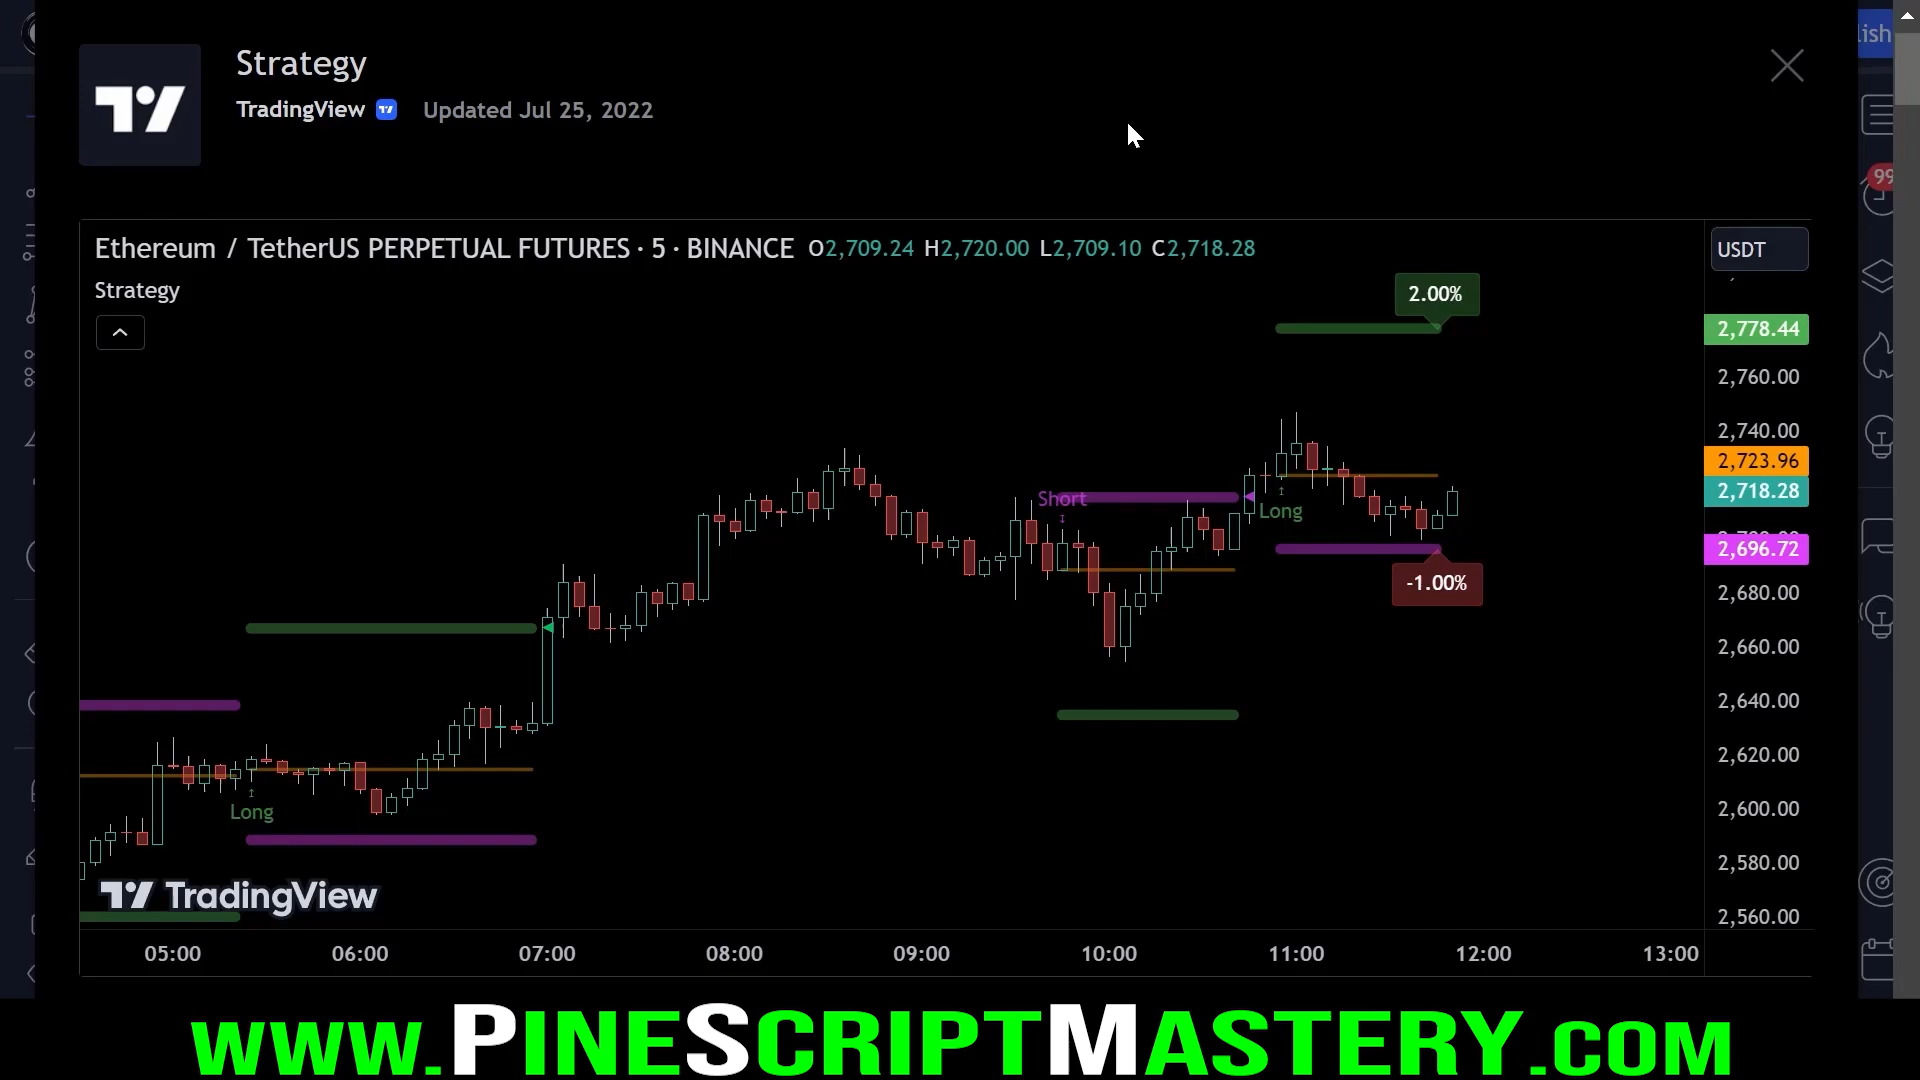 Strategy
TradingView Updated Jul 25, 2022
lish
99
Ethereum / TetherUS PERPETUAL FUTURES · 5 · BINANCE O2,709.24 H2,720.00 L2,709.10 C2,718.28
USDT
Strategy
2.00%
2,778.44
2,760.00
2,740.00
2,723.96
2,718.28
Short
Long
2,696.72
-1.00%
2,680.00
2,660.00
2,640.00
2,620.00
2,600.00
Long
2,580.00
TradingView
2,560.00
05:00 06:00 07:00 08:00 09:00 10:00 11:00 12:00 13:00
www.PineScriptMastery.com